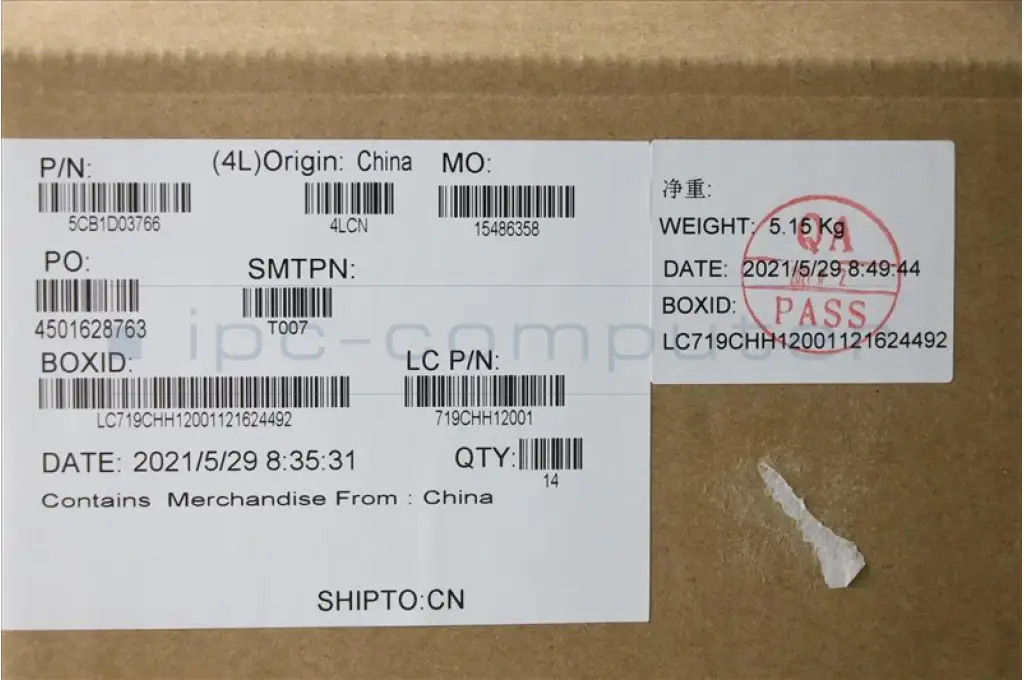 P/N:
5CB1D03766
(4L)Origin: China
4LCN
MO:
15486358
PO:
4501628763
SMTPN:
T007
BOXID:
LC719CHH12001121624492
LC P/N:
719CHH12001
DATE: 2021/5/29 8:35:31
QTY:
14
Contains Merchandise From : China
SHIPTO:CN
净重:
WEIGHT: 5.15 Kg
DATE: 2021/5/29 8:49:44
BOXID:
LC719CHH12001121624492
QA
PASS
ipc-computer